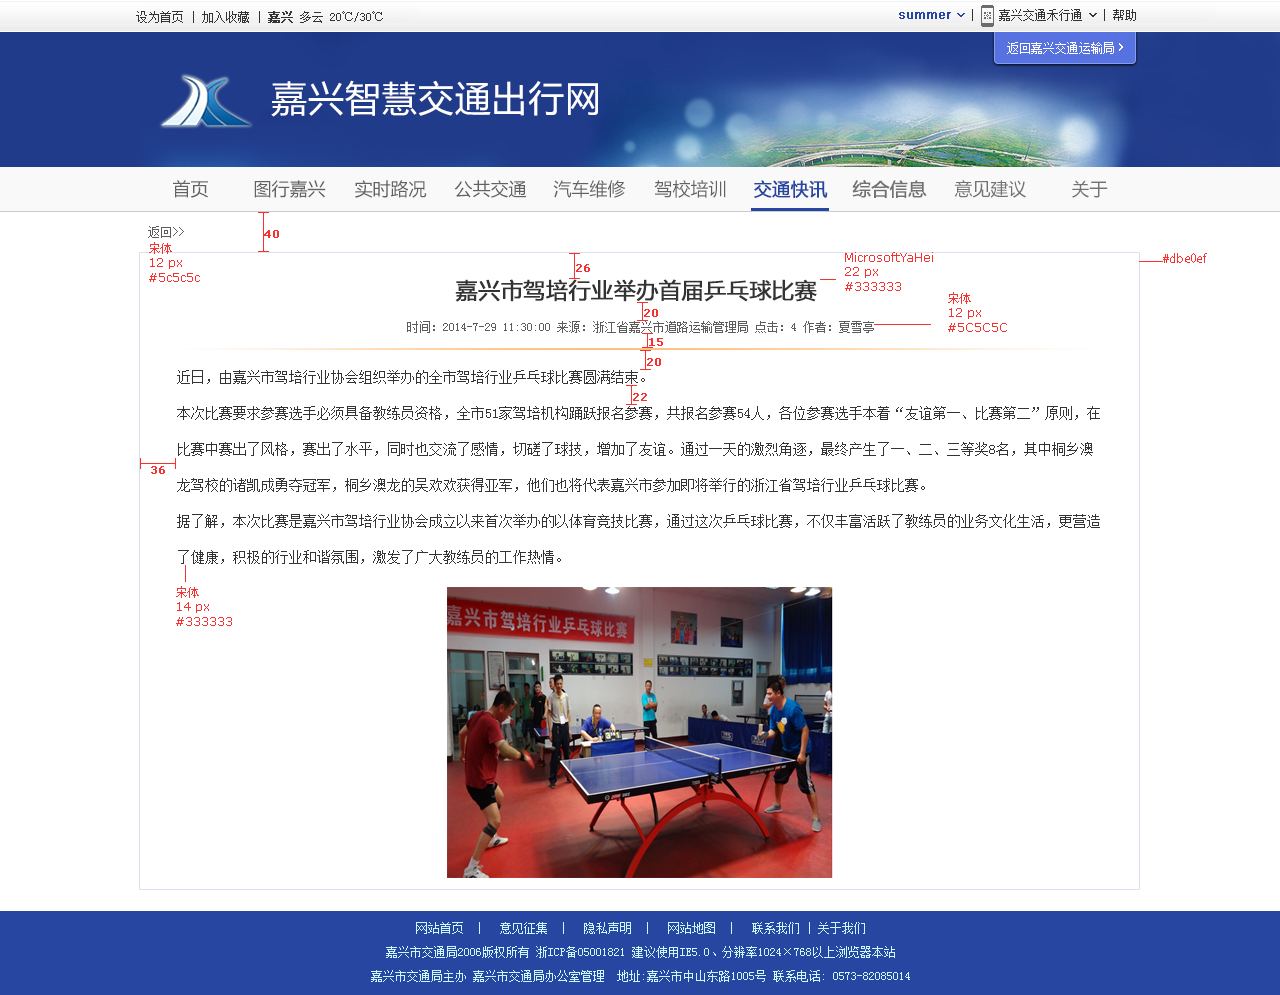 设为首页 | 加入收藏 | 嘉兴 多云 20℃/30℃
summer | 嘉兴交通禾行通 | 帮助
返回嘉兴交通运输局
嘉兴智慧交通出行网
首页 图行嘉兴 实时路况 公共交通 汽车维修 驾校培训 交通快讯 综合信息 意见建议 关于
返回>>
40
宋体
12 px
#5c5c5c
26
MicrosoftYaHei
22 px
#333333
#dbe0ef
嘉兴市驾培行业举办首届乒乓球比赛
宋体
12 px
#5C5C5C
20
时间: 2014-7-29 11:30:00 来源: 浙江省嘉兴市道路运输管理局 点击: 4 作者: 夏雪亭
15
20
近日，由嘉兴市驾培行业协会组织举办的全市驾培行业乒乓球比赛圆满结束。
22
本次比赛要求参赛选手必须具备教练员资格，全市51家驾培机构踊跃报名参赛，共报名参赛54人，各位参赛选手本着“友谊第一、比赛第二”原则，在
比赛中赛出了风格，赛出了水平，同时也交流了感情，切磋了球技，增加了友谊。通过一天的激烈角逐，最终产生了一、二、三等奖8名，其中桐乡澳
36
龙驾校的诸凯成勇夺冠军，桐乡澳龙的吴欢欢获得亚军，他们也将代表嘉兴市参加即将举行的浙江省驾培行业乒乓球比赛。
据了解，本次比赛是嘉兴市驾培行业协会成立以来首次举办的以体育竞技比赛，通过这次乒乓球比赛，不仅丰富活跃了教练员的业务文化生活，更营造
了健康，积极的行业和谐氛围，激发了广大教练员的工作热情。
宋体
14 px
#333333
嘉兴市驾培行业乒乓球比赛
网站首页 | 意见征集 | 隐私声明 | 网站地图 | 联系我们 | 关于我们
嘉兴市交通局2006版权所有 浙ICP备05001821 建议使用IE5.0、分辨率1024×768以上浏览器本站
嘉兴市交通局主办 嘉兴市交通局办公室管理 地址:嘉兴市中山东路1005号 联系电话: 0573-82085014